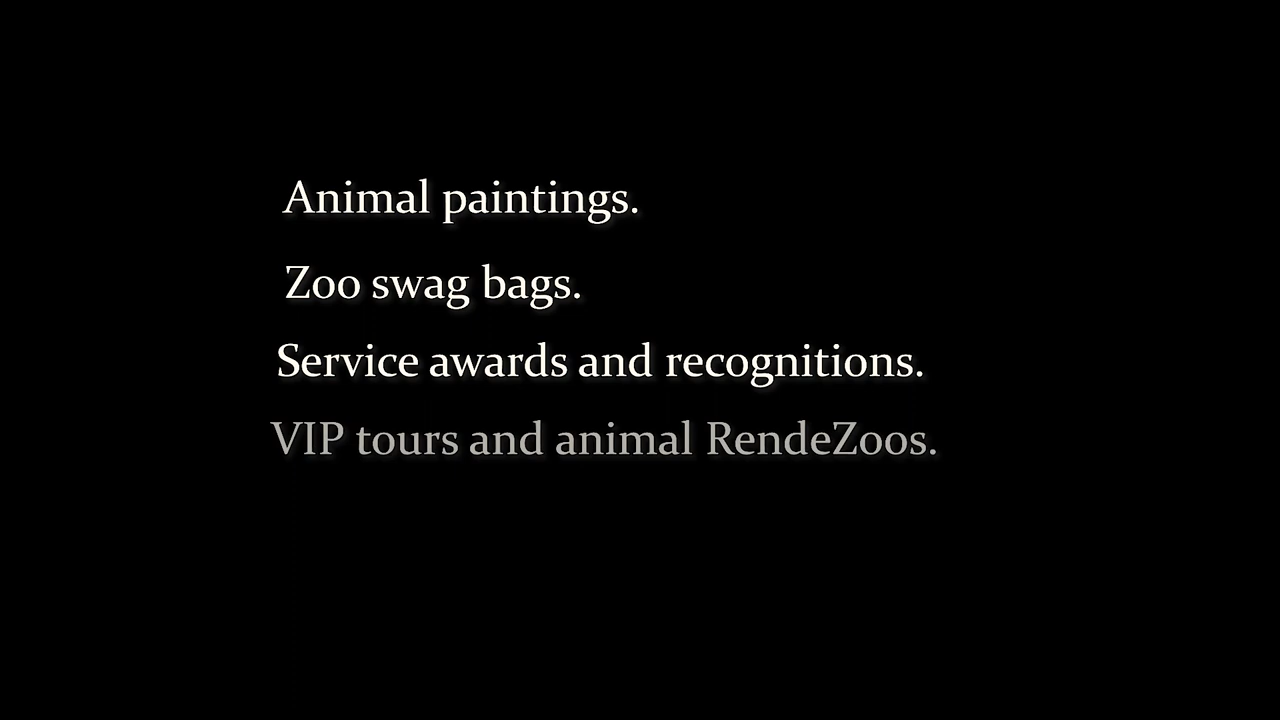 Animal paintings.
Zoo swag bags.
Service awards and recognitions.
VIP tours and animal RendeZoos.